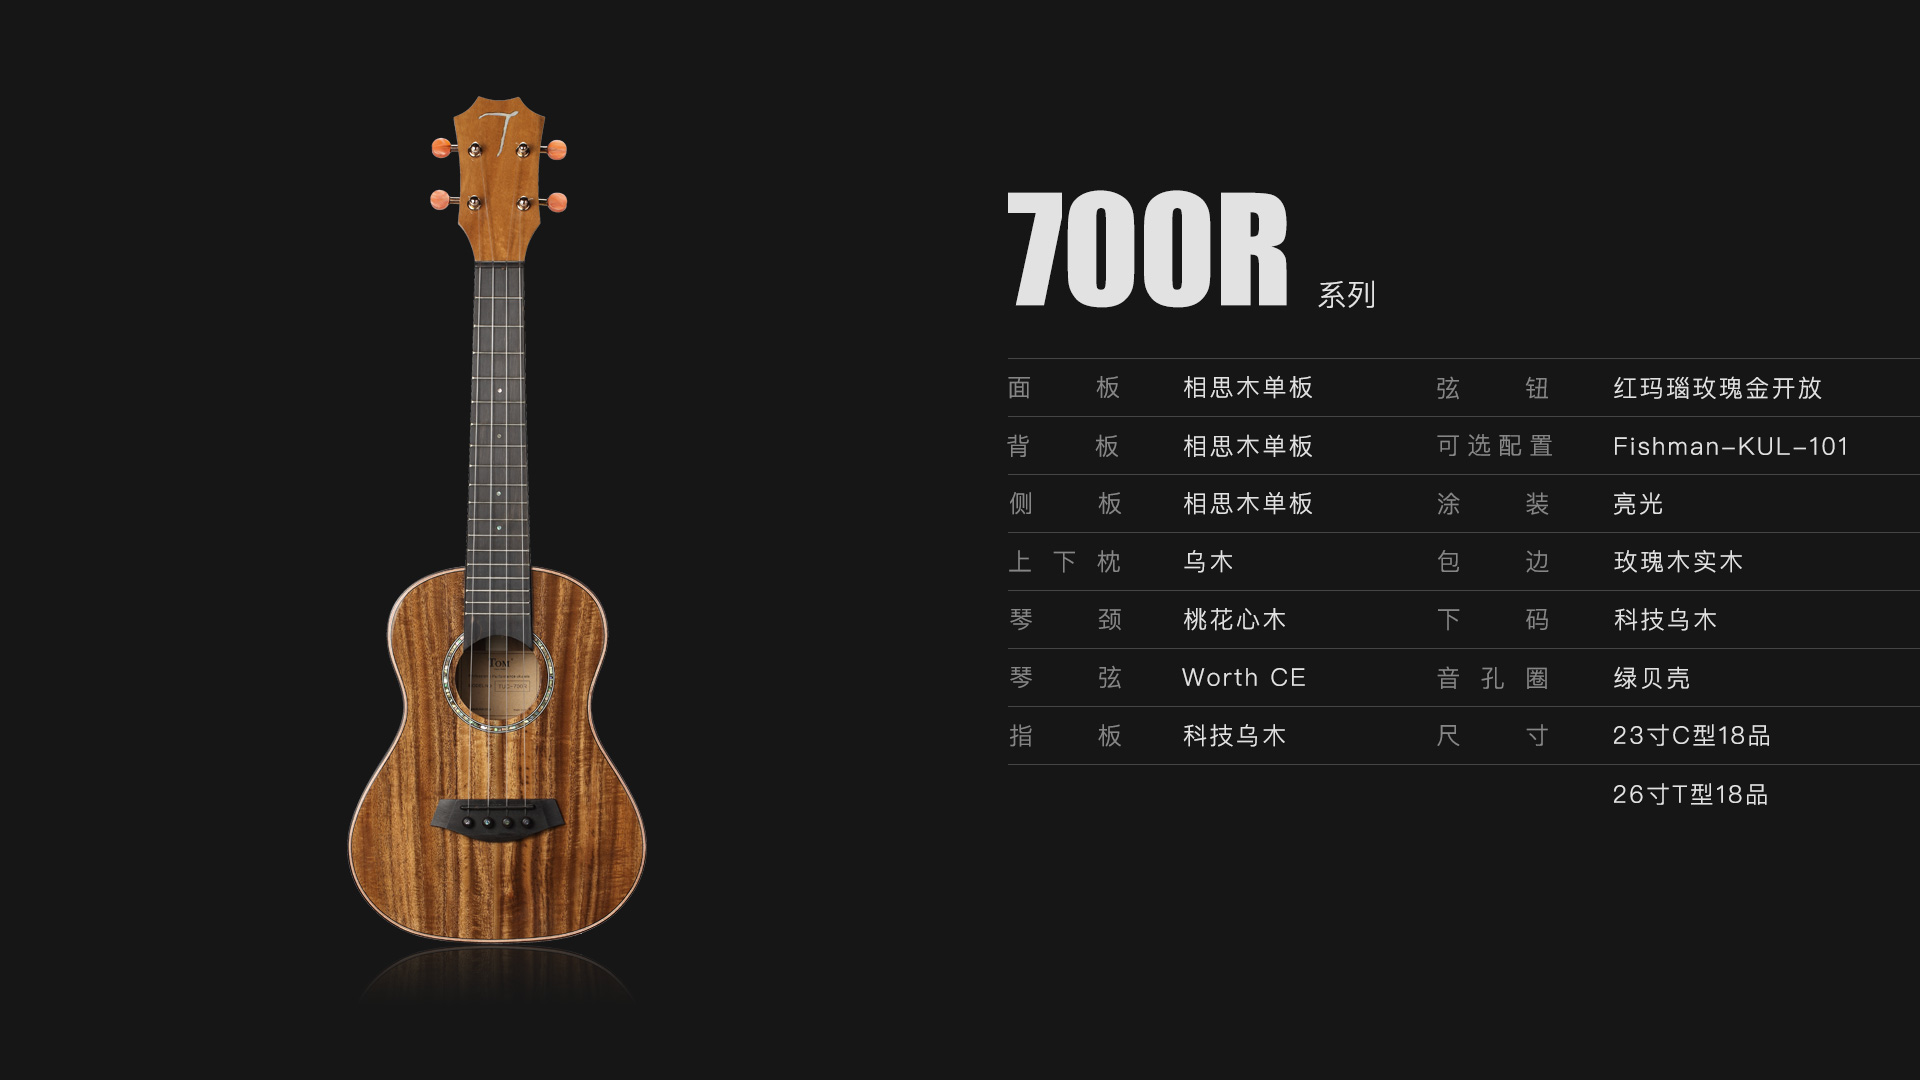 700R 系列
面板 相思木单板 弦钮 红玛瑙玫瑰金开放
背板 相思木单板 可选配置 Fishman-KUL-101
侧板 相思木单板 涂装 亮光
上下枕 乌木 包边 玫瑰木实木
琴颈 桃花心木 下码 科技乌木
琴弦 Worth CE 音孔圈 绿贝壳
指板 科技乌木 尺寸 23寸C型18品
26寸T型18品
T
TOM